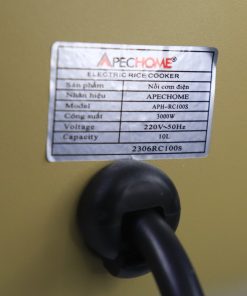 APECHOME®
ELECTRIC RICE COOKER
Sản phẩm Nồi cơm điện
Nhãn hiệu APECHOME
Model APH-RC100S
Công suất 3000W
Voltage 220V~50Hz
Capacity 10L
2306RC100S